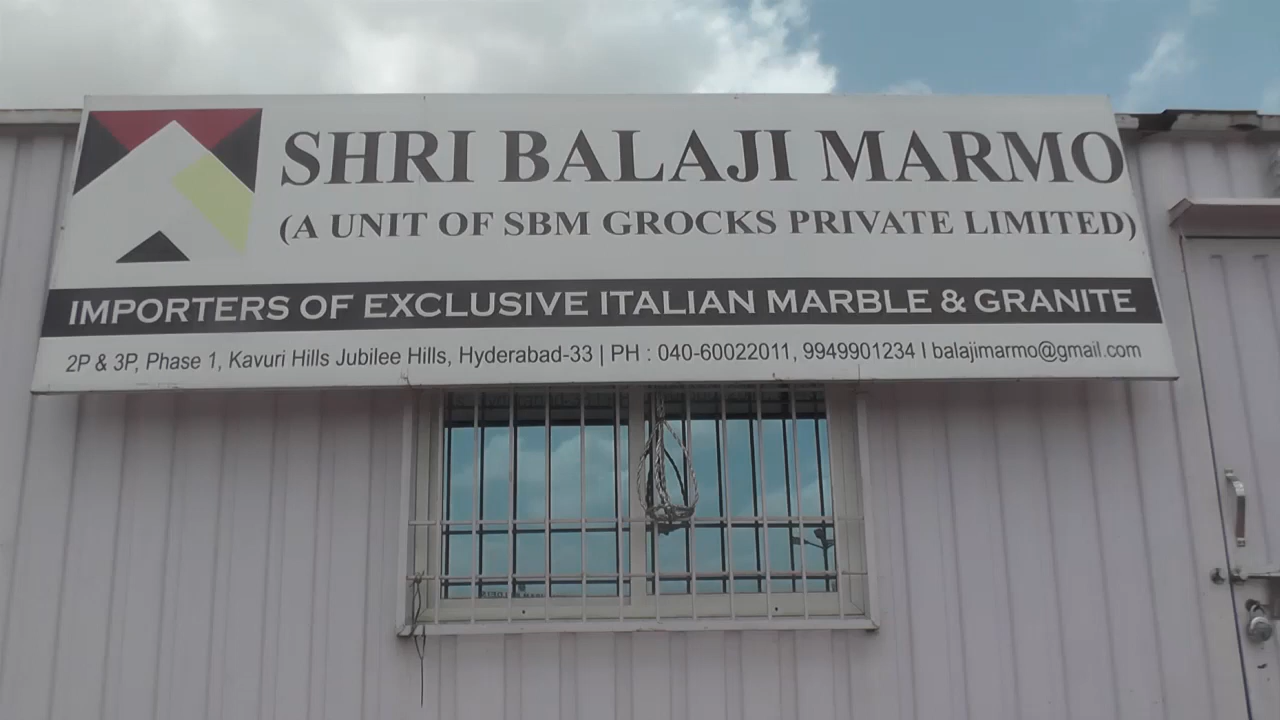 SHRI BALAJI MARMO
(A UNIT OF SBM GROCKS PRIVATE LIMITED)
IMPORTERS OF EXCLUSIVE ITALIAN MARBLE & GRANITE
2P & 3P, Phase 1, Kavuri Hills Jubilee Hills, Hyderabad-33 | PH : 040-60022011, 9949901234 I balajimarmo@gmail.com